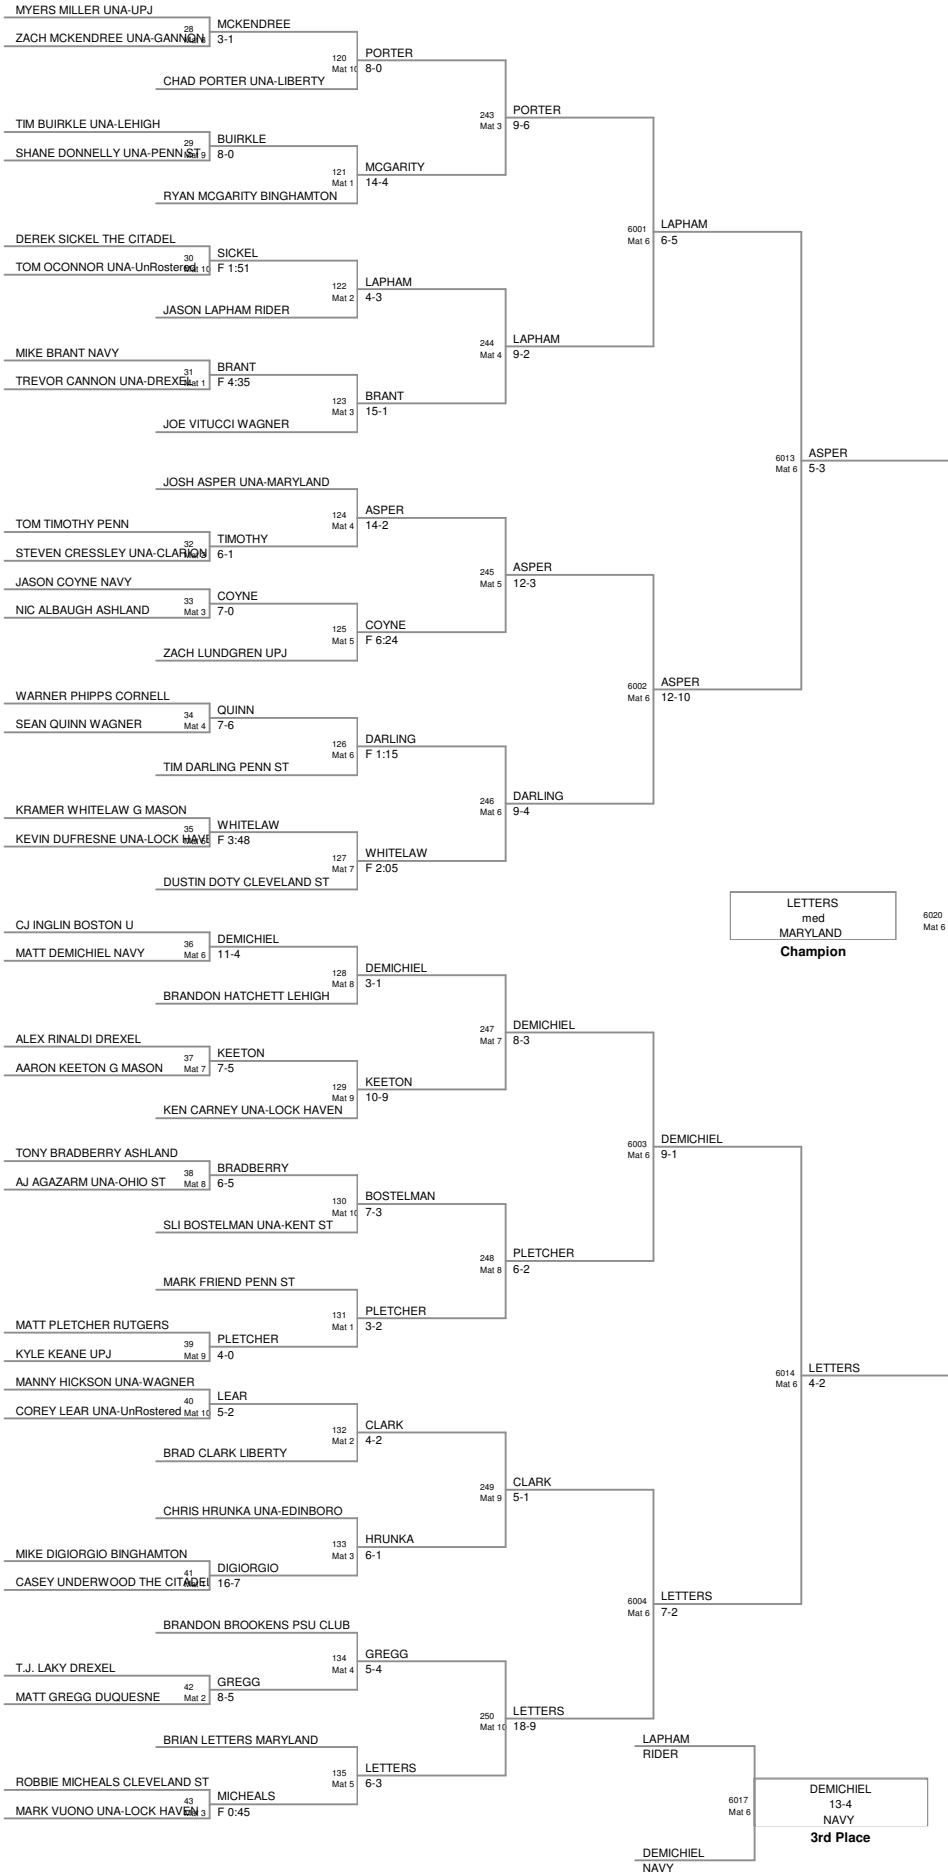 MYERS MILLER UNA-UPJ
28
MCKENDREE
ZACH MCKENDREE UNA-GANNON
3-1
120
Mat 10
PORTER
8-0
CHAD PORTER UNA-LIBERTY
243
Mat 3
PORTER
9-6
TIM BUIRKLE UNA-LEHIGH
29
Mat 9
BUIRKLE
SHANE DONNELLY UNA-PENN ST
8-0
121
Mat 1
MCGARITY
14-4
RYAN MCGARITY BINGHAMTON
6001
Mat 6
LAPHAM
6-5
DEREK SICKEL THE CITADEL
30
Mat 10
SICKEL
TOM OCONNOR UNA-UnRostered
F 1:51
122
Mat 2
LAPHAM
4-3
JASON LAPHAM RIDER
244
Mat 4
LAPHAM
9-2
MIKE BRANT NAVY
31
Mat 1
BRANT
TREVOR CANNON UNA-DREXEL
F 4:35
123
Mat 3
BRANT
15-1
JOE VITUCCI WAGNER
6013
Mat 6
ASPER
5-3
JOSH ASPER UNA-MARYLAND
124
Mat 4
ASPER
14-2
TOM TIMOTHY PENN
32
TIMOTHY
STEVEN CRESSLEY UNA-CLARION
6-1
245
Mat 5
ASPER
12-3
JASON COYNE NAVY
33
Mat 3
COYNE
NIC ALBAUGH ASHLAND
7-0
125
Mat 5
COYNE
F 6:24
ZACH LUNDGREN UPJ
6002
Mat 6
ASPER
12-10
WARNER PHIPPS CORNELL
34
Mat 4
QUINN
SEAN QUINN WAGNER
7-6
126
Mat 6
DARLING
F 1:15
TIM DARLING PENN ST
246
Mat 6
DARLING
9-4
KRAMER WHITELAW G MASON
35
WHITELAW
KEVIN DUFRESNE UNA-LOCK HAVE
F 3:48
127
Mat 7
WHITELAW
F 2:05
DUSTIN DOTY CLEVELAND ST
LETTERS
med
MARYLAND
Champion
6020
Mat 6
CJ INGLIN BOSTON U
36
Mat 6
DEMICHIEL
MATT DEMICHIEL NAVY
11-4
128
Mat 8
DEMICHIEL
3-1
BRANDON HATCHETT LEHIGH
247
Mat 7
DEMICHIEL
8-3
ALEX RINALDI DREXEL
37
Mat 7
KEETON
AARON KEETON G MASON
7-5
129
Mat 9
KEETON
10-9
KEN CARNEY UNA-LOCK HAVEN
6003
Mat 6
DEMICHIEL
9-1
TONY BRADBERRY ASHLAND
38
Mat 8
BRADBERRY
AJ AGAZARM UNA-OHIO ST
6-5
130
Mat 10
BOSTELMAN
7-3
SLI BOSTELMAN UNA-KENT ST
248
Mat 8
PLETCHER
6-2
MARK FRIEND PENN ST
131
Mat 1
PLETCHER
3-2
MATT PLETCHER RUTGERS
39
Mat 9
PLETCHER
KYLE KEANE UPJ
4-0
6014
Mat 6
LETTERS
4-2
MANNY HICKSON UNA-WAGNER
40
Mat 10
LEAR
COREY LEAR UNA-UnRostered
5-2
132
Mat 2
CLARK
4-2
BRAD CLARK LIBERTY
249
Mat 9
CLARK
5-1
CHRIS HRUNKA UNA-EDINBORO
133
Mat 3
HRUNKA
6-1
MIKE DIGIORGIO BINGHAMTON
41
DIGIORGIO
CASEY UNDERWOOD THE CITADEL
16-7
6004
Mat 6
LETTERS
7-2
BRANDON BROOKENS PSU CLUB
134
Mat 4
GREGG
5-4
T.J. LAKY DREXEL
42
Mat 2
GREGG
MATT GREGG DUQUESNE
8-5
250
Mat 10
LETTERS
18-9
BRIAN LETTERS MARYLAND
135
Mat 5
LETTERS
6-3
ROBBIE MICHEALS CLEVELAND ST
43
Mat 3
MICHEALS
MARK VUONO UNA-LOCK HAVEN
F 0:45
LAPHAM
RIDER
6017
Mat 6
DEMICHIEL
13-4
NAVY
3rd Place
DEMICHIEL
NAVY